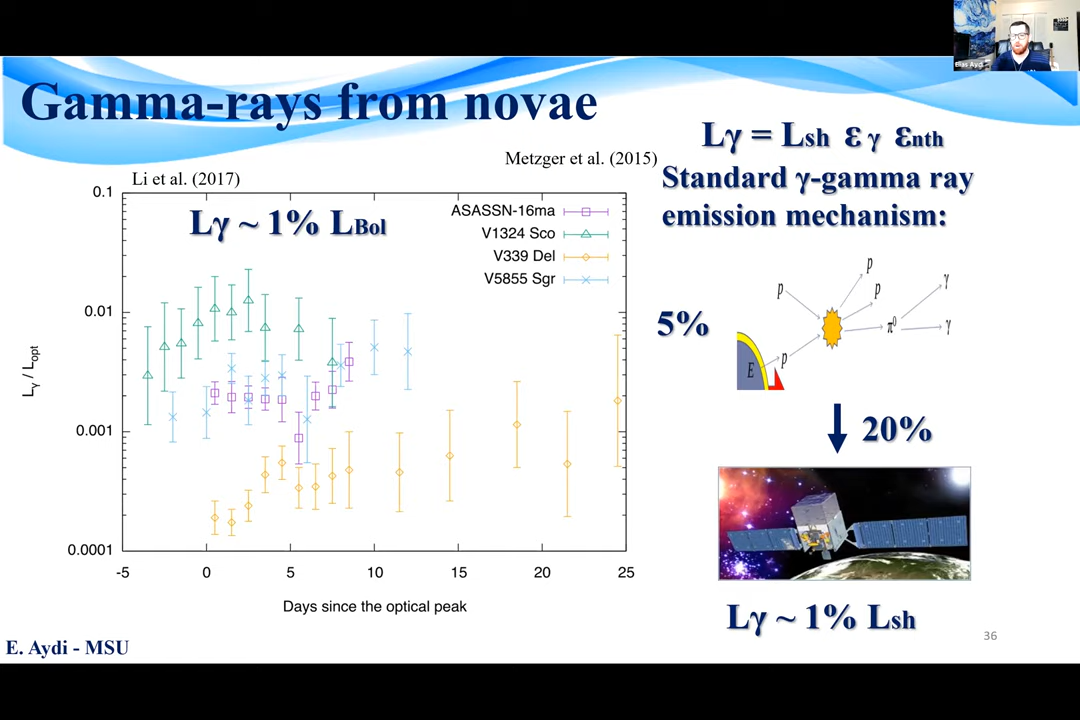 Elias Aydi
Gamma-rays from novae
Li et al. (2017)
Metzger et al. (2015)
Lγ ~ 1% LBol
ASASSN-16ma
V1324 Sco
V339 Del
V5855 Sgr
0.1
0.01
0.001
0.0001
Lγ / Lopt
-5 0 5 10 15 20 25
Days since the optical peak
Lγ = Lsh ε γ εnth
Standard γ-gamma ray
emission mechanism:
5%
p
p
p
γ
π⁰
γ
E
p
20%
Lγ ~ 1% Lsh
E. Aydi - MSU
36